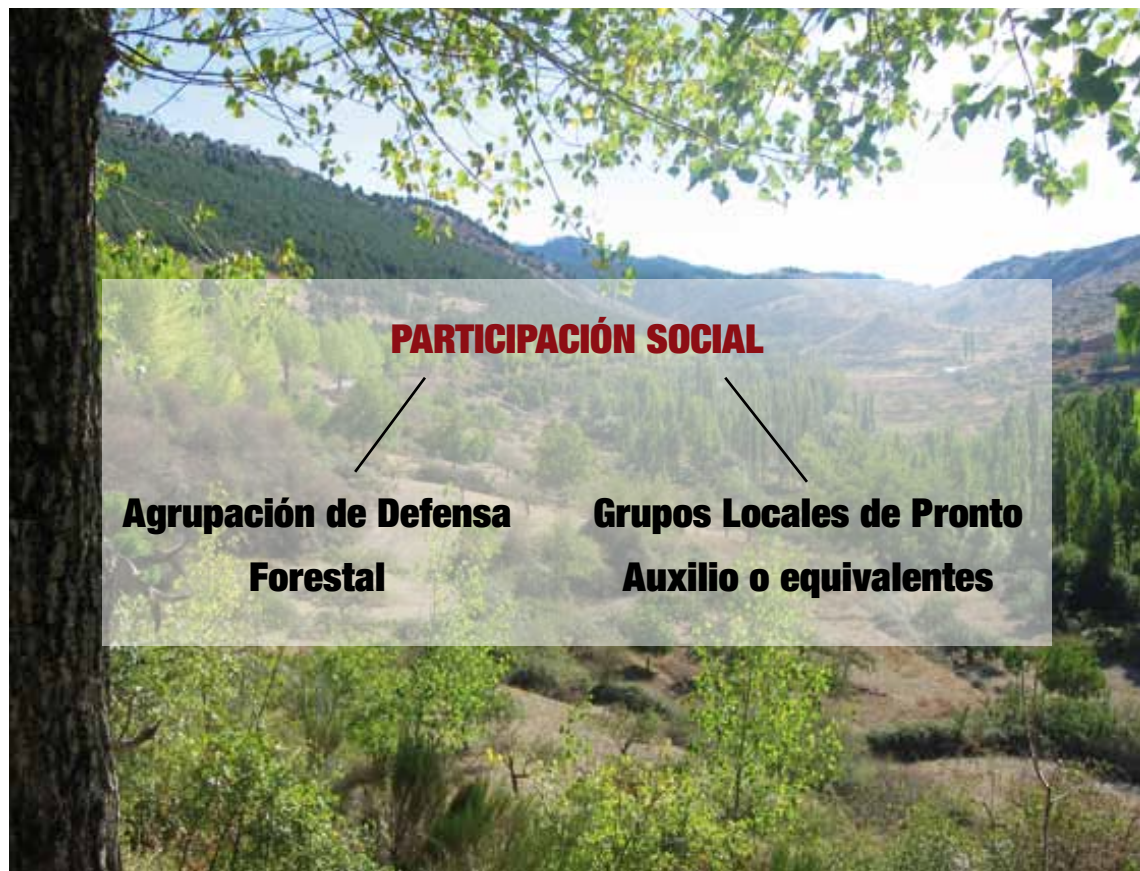 PARTICIPACIÓN SOCIAL
Agrupación de Defensa
Forestal
Grupos Locales de Pronto
Auxilio o equivalentes